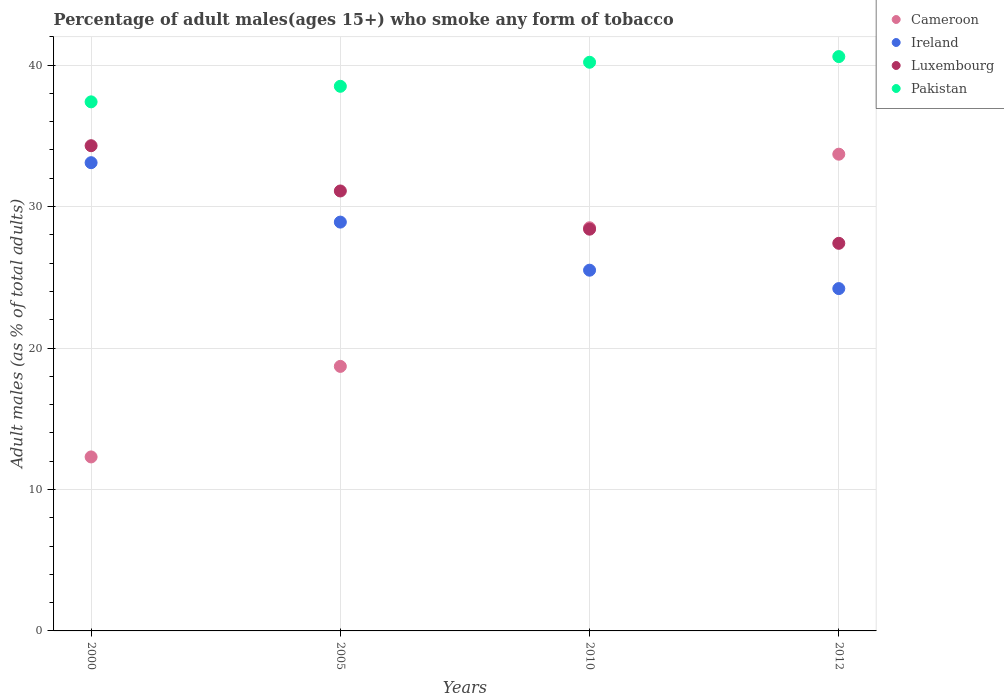 Percentage of adult males(ages 15+) who smoke any form of tobacco
Cameroon
Ireland
Luxembourg
Pakistan
Adult males (as % of total adults)
40
30
20
10
0
2000
2005
2010
2012
Years